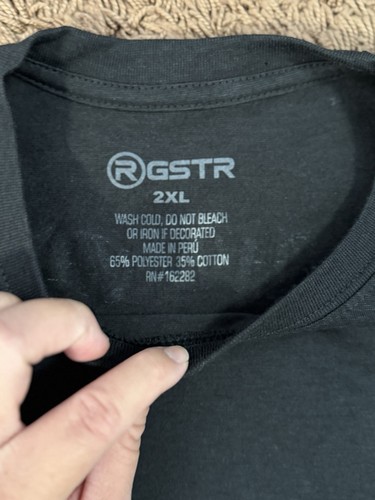 ®GSTR
2XL
WASH COLD, DO NOT BLEACH
OR IRON IF DECORATED
MADE IN PERÚ
65% POLYESTER 35% COTTON
RN#162282